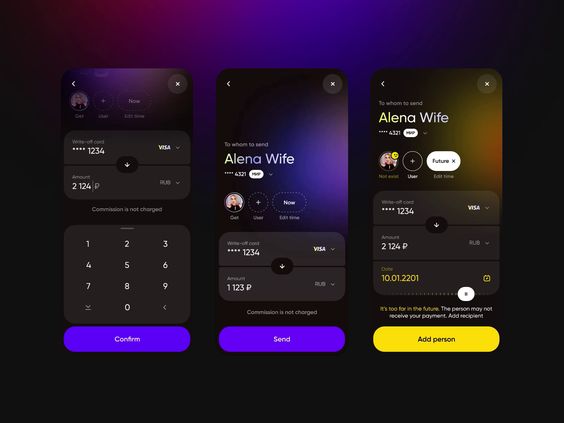 Now
Get
User
Edit time
Write-off card
**** 1234
VISA
Amount
2 124 ₽
RUB
Commission is not charged
1 2 3
4 5 6
7 8 9
0
Confirm
To whom to send
Alena Wife
**** 4321 МИР
Now
Get
User
Edit time
Write-off card
**** 1234
VISA
Amount
1 123 ₽
RUB
Commission is not charged
Send
To whom to send
Alena Wife
**** 4321 МИР
Future ×
Not exist
User
Edit time
Write-off card
**** 1234
VISA
Amount
2 124 ₽
RUB
Date
10.01.2201
It's too far in the future. The person may not
receive your payment. Add recipient
Add person